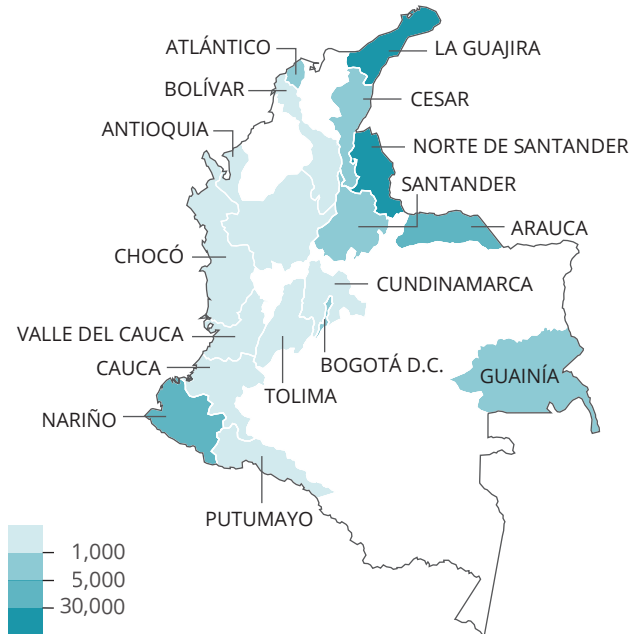 ATLÁNTICO
LA GUAJIRA
BOLÍVAR
CESAR
ANTIOQUIA
NORTE DE SANTANDER
SANTANDER
ARAUCA
CHOCÓ
CUNDINAMARCA
VALLE DEL CAUCA
BOGOTÁ D.C.
CAUCA
GUAINÍA
TOLIMA
NARIÑO
PUTUMAYO
1,000
5,000
30,000